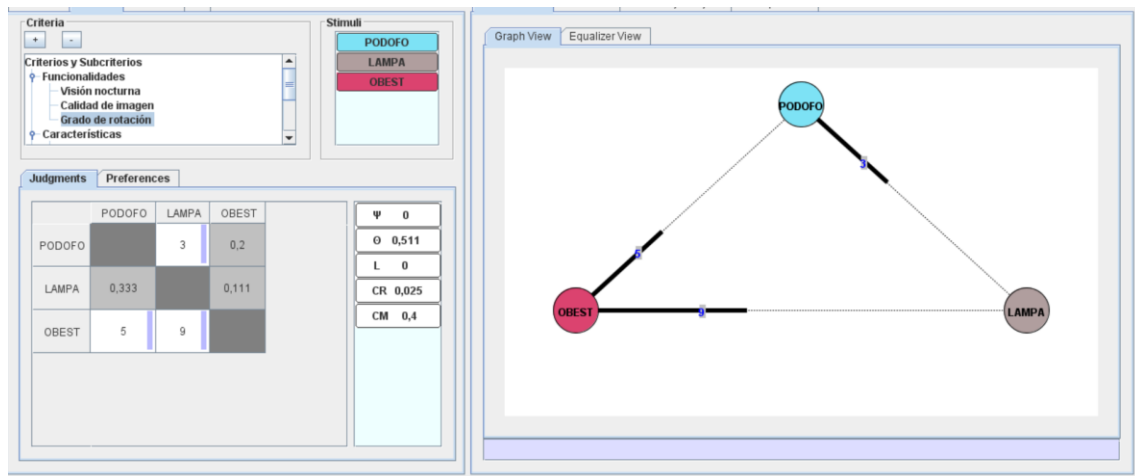 Criteria
+ -
Criterios y Subcriterios
Funcionalidades
Visión nocturna
Calidad de imagen
Grado de rotación
Características
Stimuli
PODOFO
LAMPA
OBEST
Judgments Preferences
PODOFO LAMPA OBEST
PODOFO 3 0,2
LAMPA 0,333 0,111
OBEST 5 9
Ψ 0
Θ 0,511
L 0
CR 0,025
CM 0,4
Graph View Equalizer View
PODOFO
3
5
OBEST
9
LAMPA